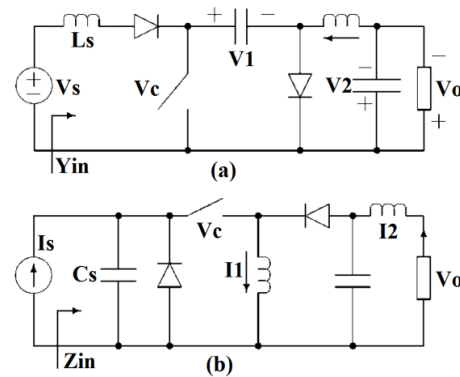 Ls
+
−
V1
+
−
Vs
Vc
V2
−
+
−
Vo
+
Yin
(a)
Is
Cs
Vc
I1
I2
Vo
Zin
(b)